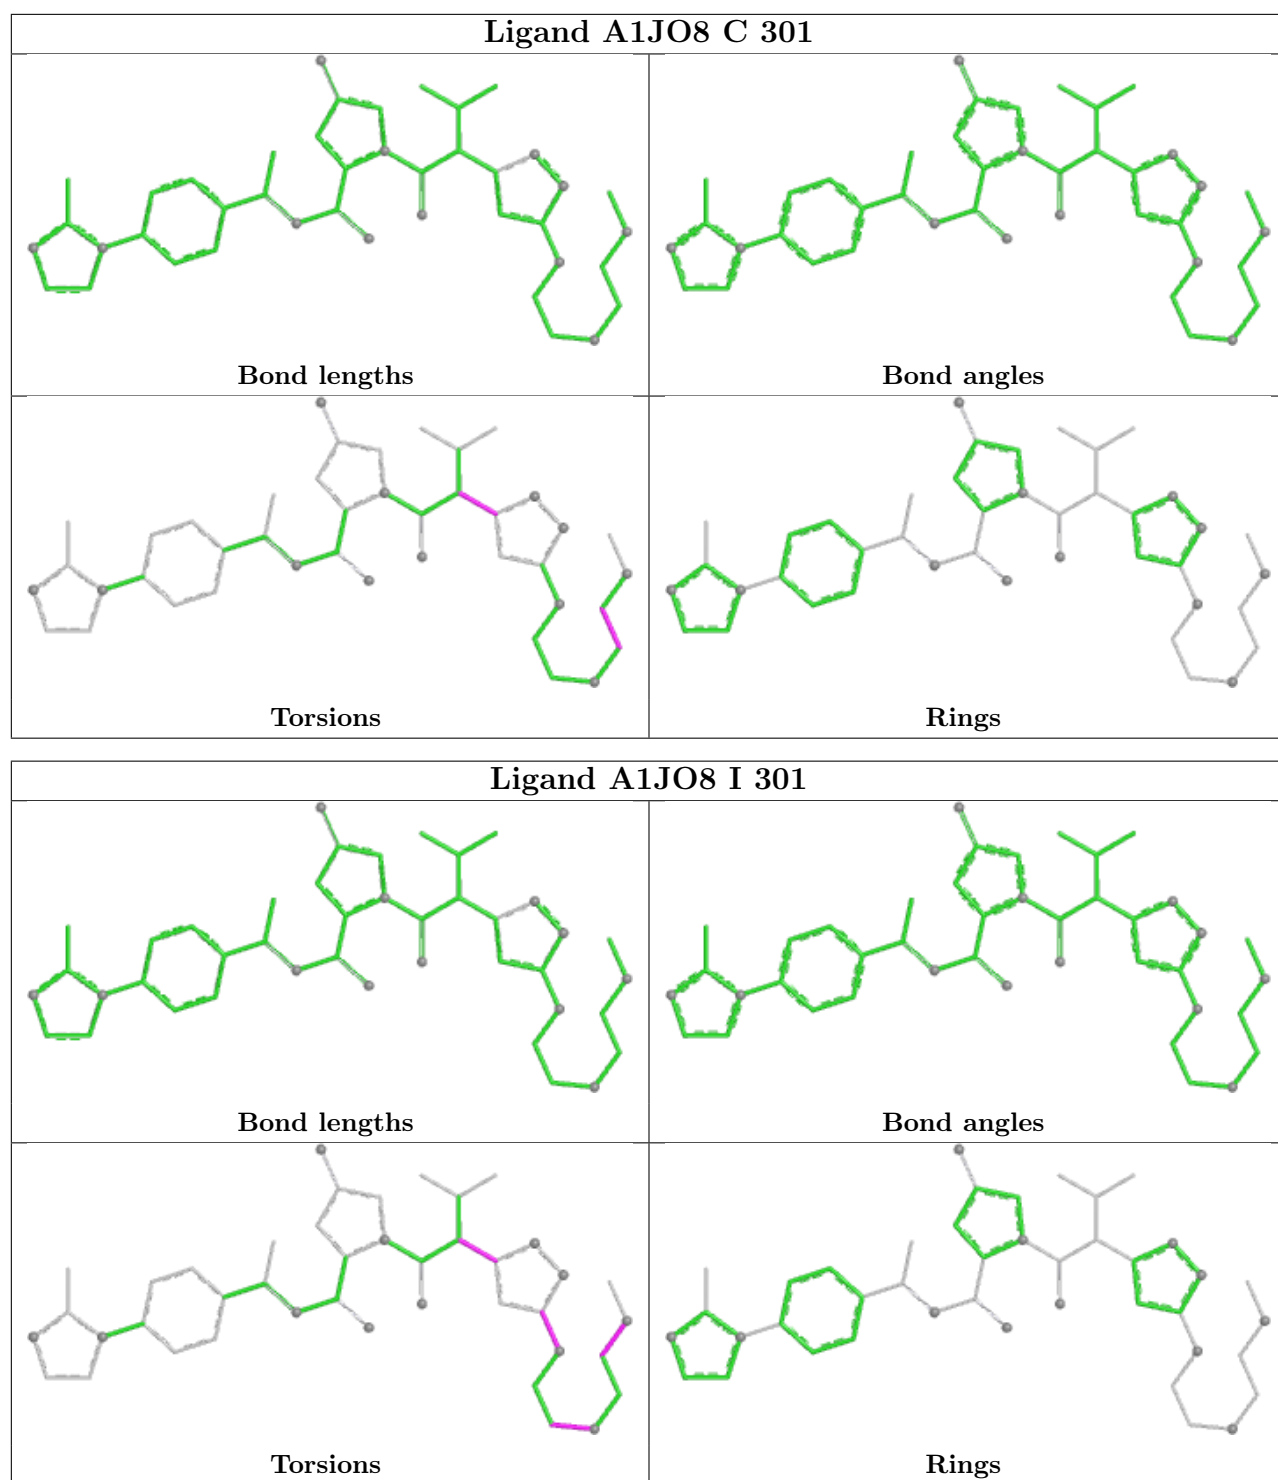 Ligand A1JO8 C 301
Bond lengths
Bond angles
Torsions
Rings
Ligand A1JO8 I 301
Bond lengths
Bond angles
Torsions
Rings